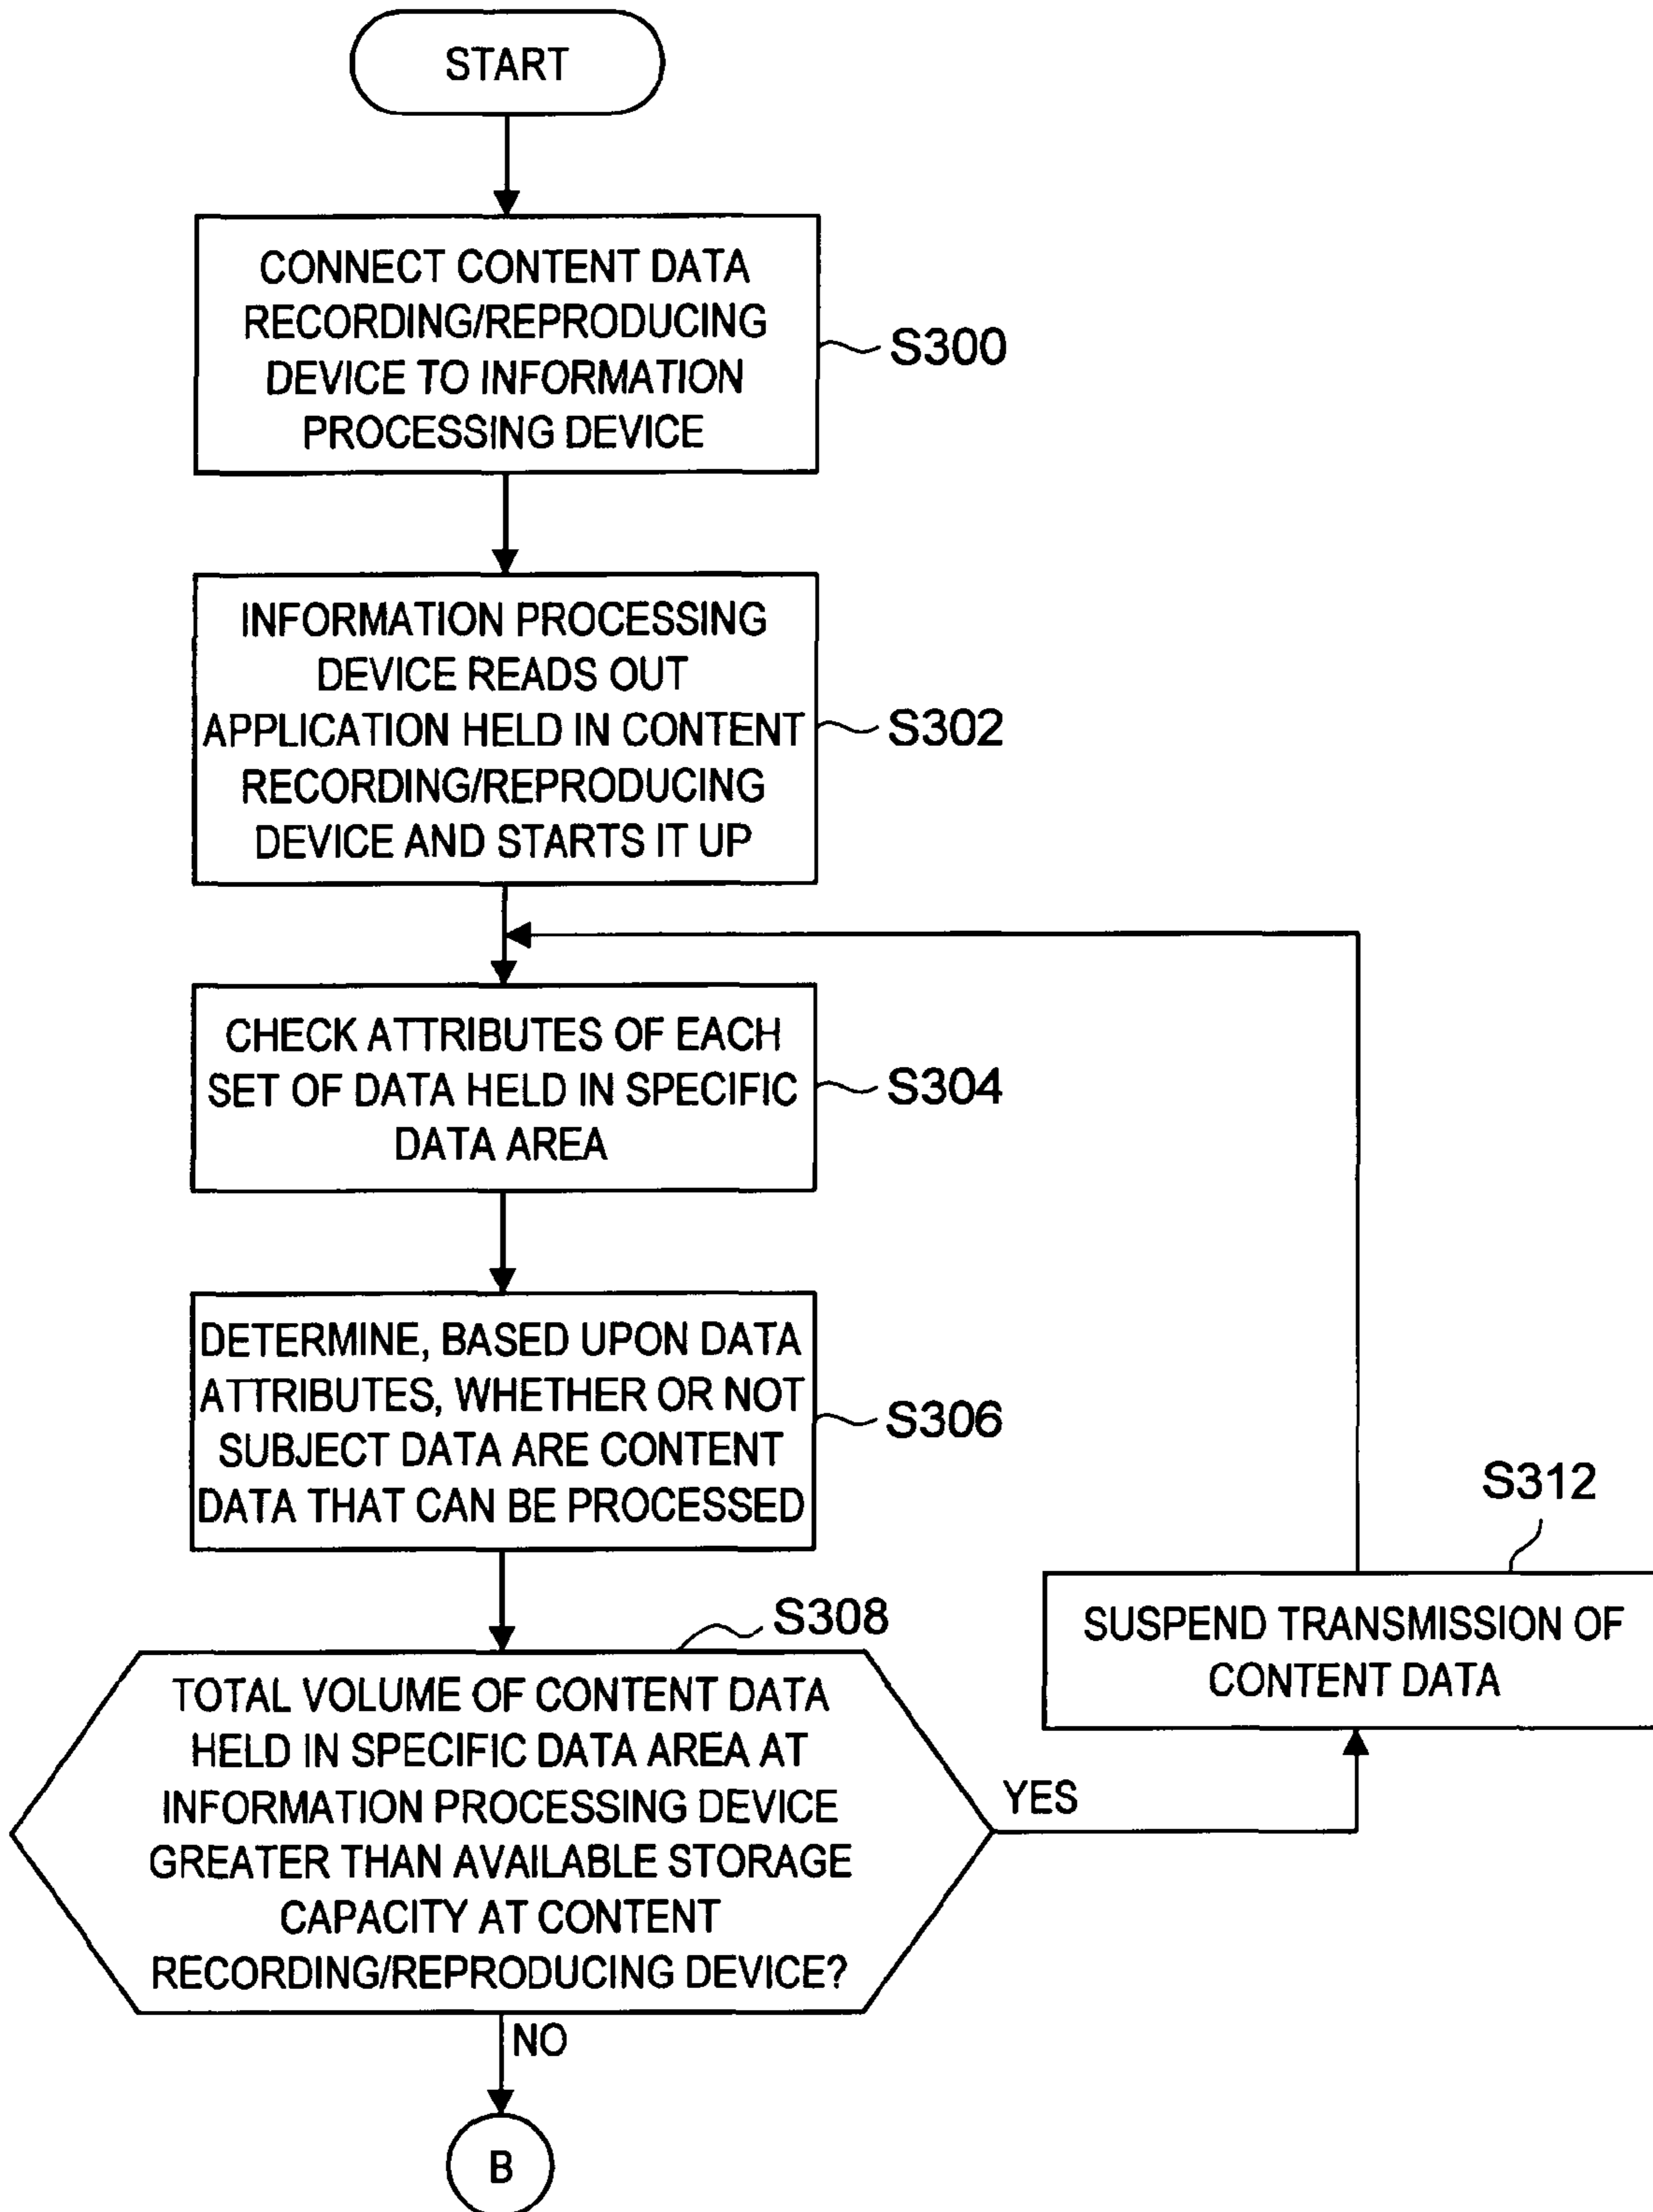 START
CONNECT CONTENT DATA
RECORDING/REPRODUCING
DEVICE TO INFORMATION
PROCESSING DEVICE
S300
INFORMATION PROCESSING
DEVICE READS OUT
APPLICATION HELD IN CONTENT
RECORDING/REPRODUCING
DEVICE AND STARTS IT UP
S302
CHECK ATTRIBUTES OF EACH
SET OF DATA HELD IN SPECIFIC
DATA AREA
S304
DETERMINE, BASED UPON DATA
ATTRIBUTES, WHETHER OR NOT
SUBJECT DATA ARE CONTENT
DATA THAT CAN BE PROCESSED
S306
S312
SUSPEND TRANSMISSION OF
CONTENT DATA
S308
TOTAL VOLUME OF CONTENT DATA
HELD IN SPECIFIC DATA AREA AT
INFORMATION PROCESSING DEVICE
GREATER THAN AVAILABLE STORAGE
CAPACITY AT CONTENT
RECORDING/REPRODUCING DEVICE?
YES
NO
B